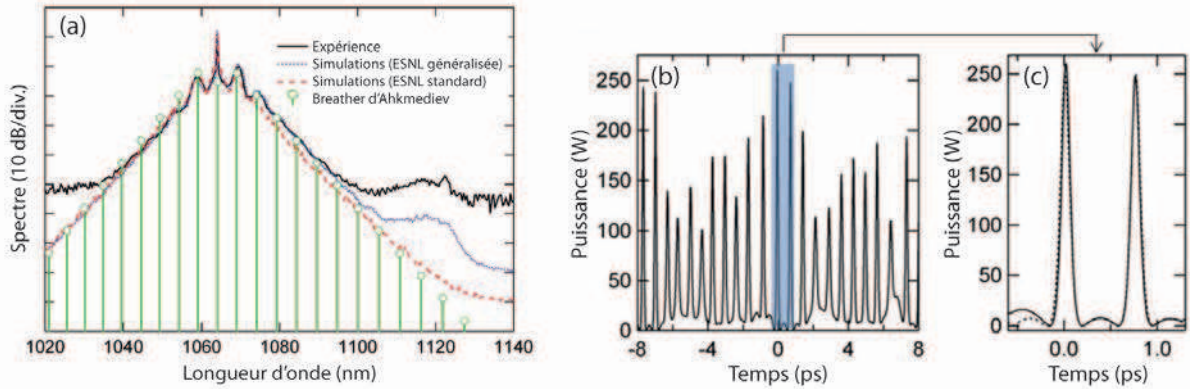 (a)
Expérience
Simulations (ESNL généralisée)
Simulations (ESNL standard)
Breather d'Ahkmediev
Spectre (10 dB/div.)
1020 1040 1060 1080 1100 1120 1140
Longueur d'onde (nm)
(b)
Puissance (W)
250
200
150
100
50
0
-8 -4 0 4 8
Temps (ps)
(c)
Puissance (W)
250
200
150
100
50
0
0.0 1.0
Temps (ps)